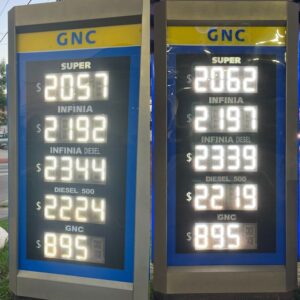 GNC
SUPER
$ 2057
INFINIA
$ 2192
INFINIA DIESEL
$ 2344
DIESEL 500
$ 2224
GNC
$ 895
GNC
SUPER
$ 2062
INFINIA
$ 2197
INFINIA DIESEL
$ 2339
DIESEL 500
$ 2219
GNC
$ 895